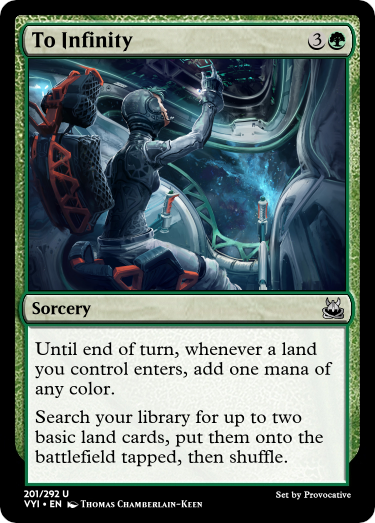 To Infinity 3
Sorcery
Until end of turn, whenever a land
you control enters, add one mana of
any color.
Search your library for up to two
basic land cards, put them onto the
battlefield tapped, then shuffle.
201/292 U
VYI • EN Thomas Chamberlain-Keen
Set by Provocative